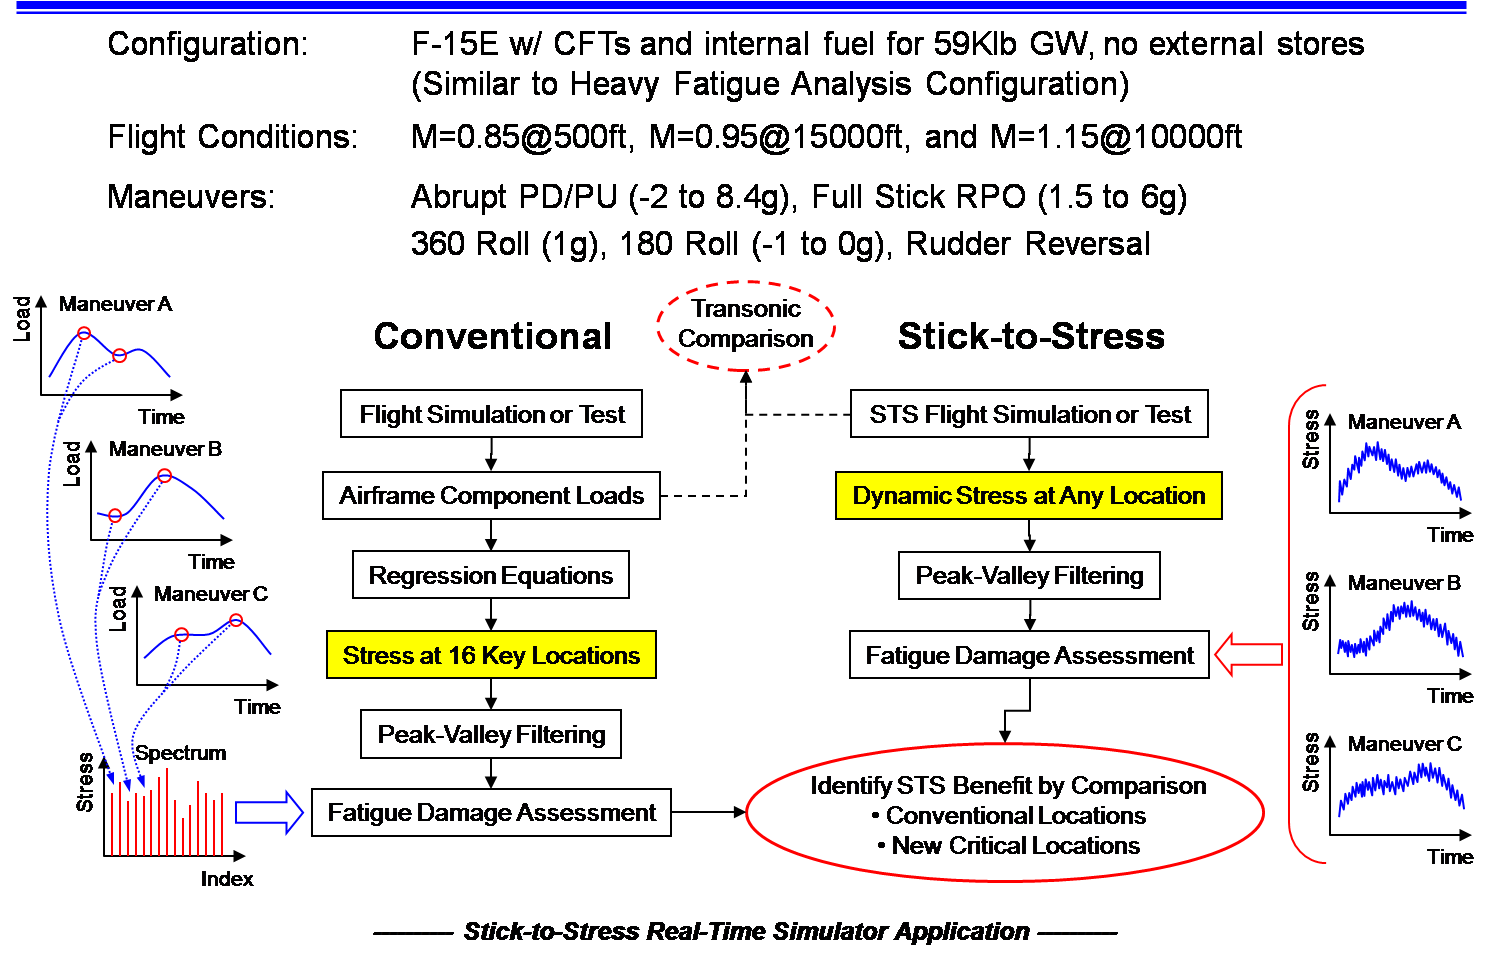 Configuration: F-15E w/ CFTs and internal fuel for 59Klb GW, no external stores
(Similar to Heavy Fatigue Analysis Configuration)
Flight Conditions: M=0.85@500ft, M=0.95@15000ft, and M=1.15@10000ft
Maneuvers: Abrupt PD/PU (-2 to 8.4g), Full Stick RPO (1.5 to 6g)
360 Roll (1g), 180 Roll (-1 to 0g), Rudder Reversal
Load
Maneuver A
Time
Load
Maneuver B
Time
Load
Maneuver C
Time
Stress
Spectrum
Index
Conventional
Flight Simulation or Test
Airframe Component Loads
Regression Equations
Stress at 16 Key Locations
Peak-Valley Filtering
Fatigue Damage Assessment
Transonic
Comparison
Stick-to-Stress
STS Flight Simulation or Test
Dynamic Stress at Any Location
Peak-Valley Filtering
Fatigue Damage Assessment
Identify STS Benefit by Comparison
• Conventional Locations
• New Critical Locations
Stress
Maneuver A
Time
Stress
Maneuver B
Time
Stress
Maneuver C
Time
Stick-to-Stress Real-Time Simulator Application